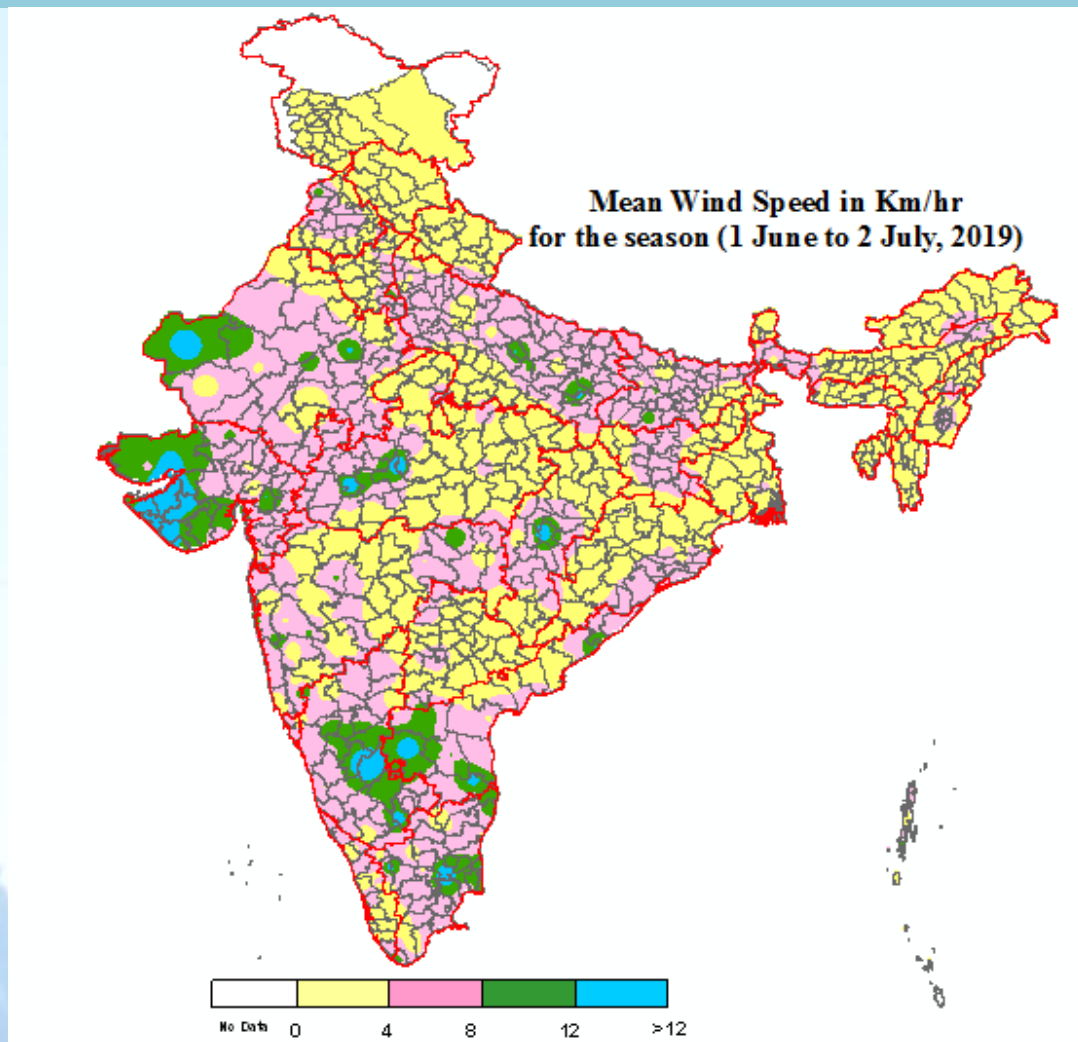 Mean Wind Speed in Km/hr
for the season (1 June to 2 July, 2019)
No Data 0 4 8 12 >12